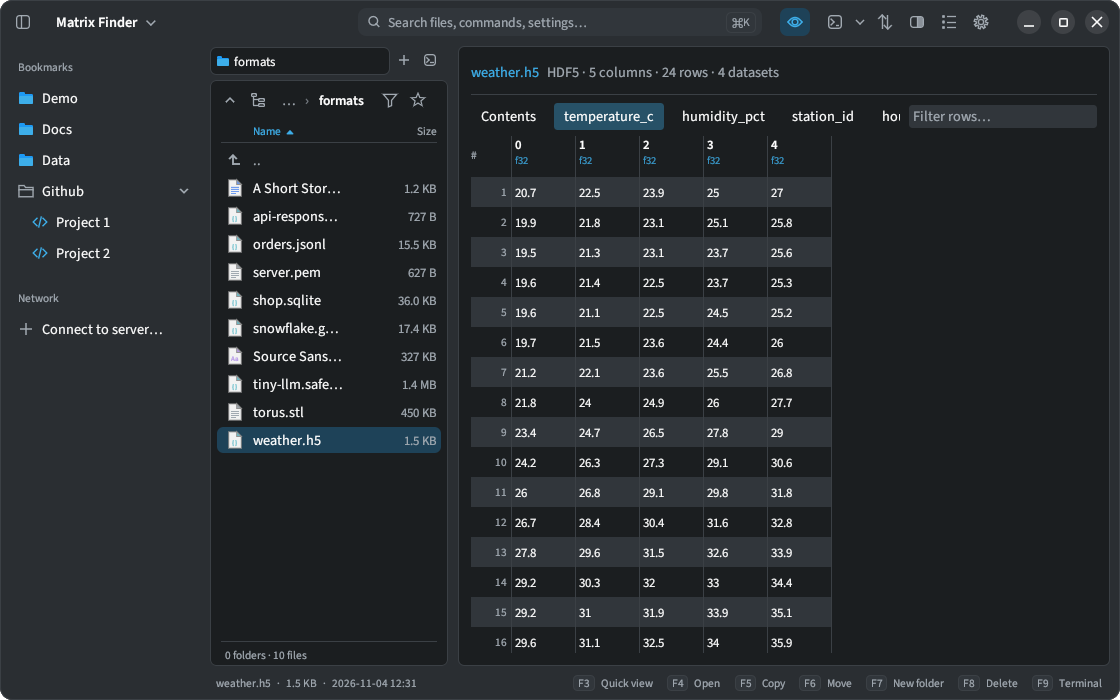 Matrix Finder
Search files, commands, settings… ⌘K
Bookmarks
Demo
Docs
Data
Github
Project 1
Project 2
Network
Connect to server…
formats
… › formats
Name Size
..
A Short Stor… 1.2 KB
api-respons… 727 B
orders.jsonl 15.5 KB
server.pem 627 B
shop.sqlite 36.0 KB
snowflake.g… 17.4 KB
Source Sans… 327 KB
tiny-llm.safe… 1.4 MB
torus.stl 450 KB
weather.h5 1.5 KB
0 folders · 10 files
weather.h5 HDF5 · 5 columns · 24 rows · 4 datasets
Contents temperature_c humidity_pct station_id Filter rows…
# 0 1 2 3 4
f32 f32 f32 f32 f32
1 20.7 22.5 23.9 25 27
2 19.9 21.8 23.1 25.1 25.8
3 19.5 21.3 23.1 23.7 25.6
4 19.6 21.4 22.5 23.7 25.3
5 19.6 21.1 22.5 24.5 25.2
6 19.7 21.5 23.6 24.4 26
7 21.2 22.1 23.6 25.5 26.8
8 21.8 24 24.9 26 27.7
9 23.4 24.7 26.5 27.8 29
10 24.2 26.3 27.3 29.1 30.6
11 26 26.8 29.1 29.8 31.8
12 26.7 28.4 30.4 31.6 32.8
13 27.8 29.6 31.5 32.6 33.9
14 29.2 30.3 32 33 34.4
15 29.2 31 31.9 33.9 35.1
16 29.6 31.1 32.5 34 35.9
weather.h5 · 1.5 KB · 2026-11-04 12:31
F3 Quick view F4 Open F5 Copy F6 Move F7 New folder F8 Delete F9 Terminal